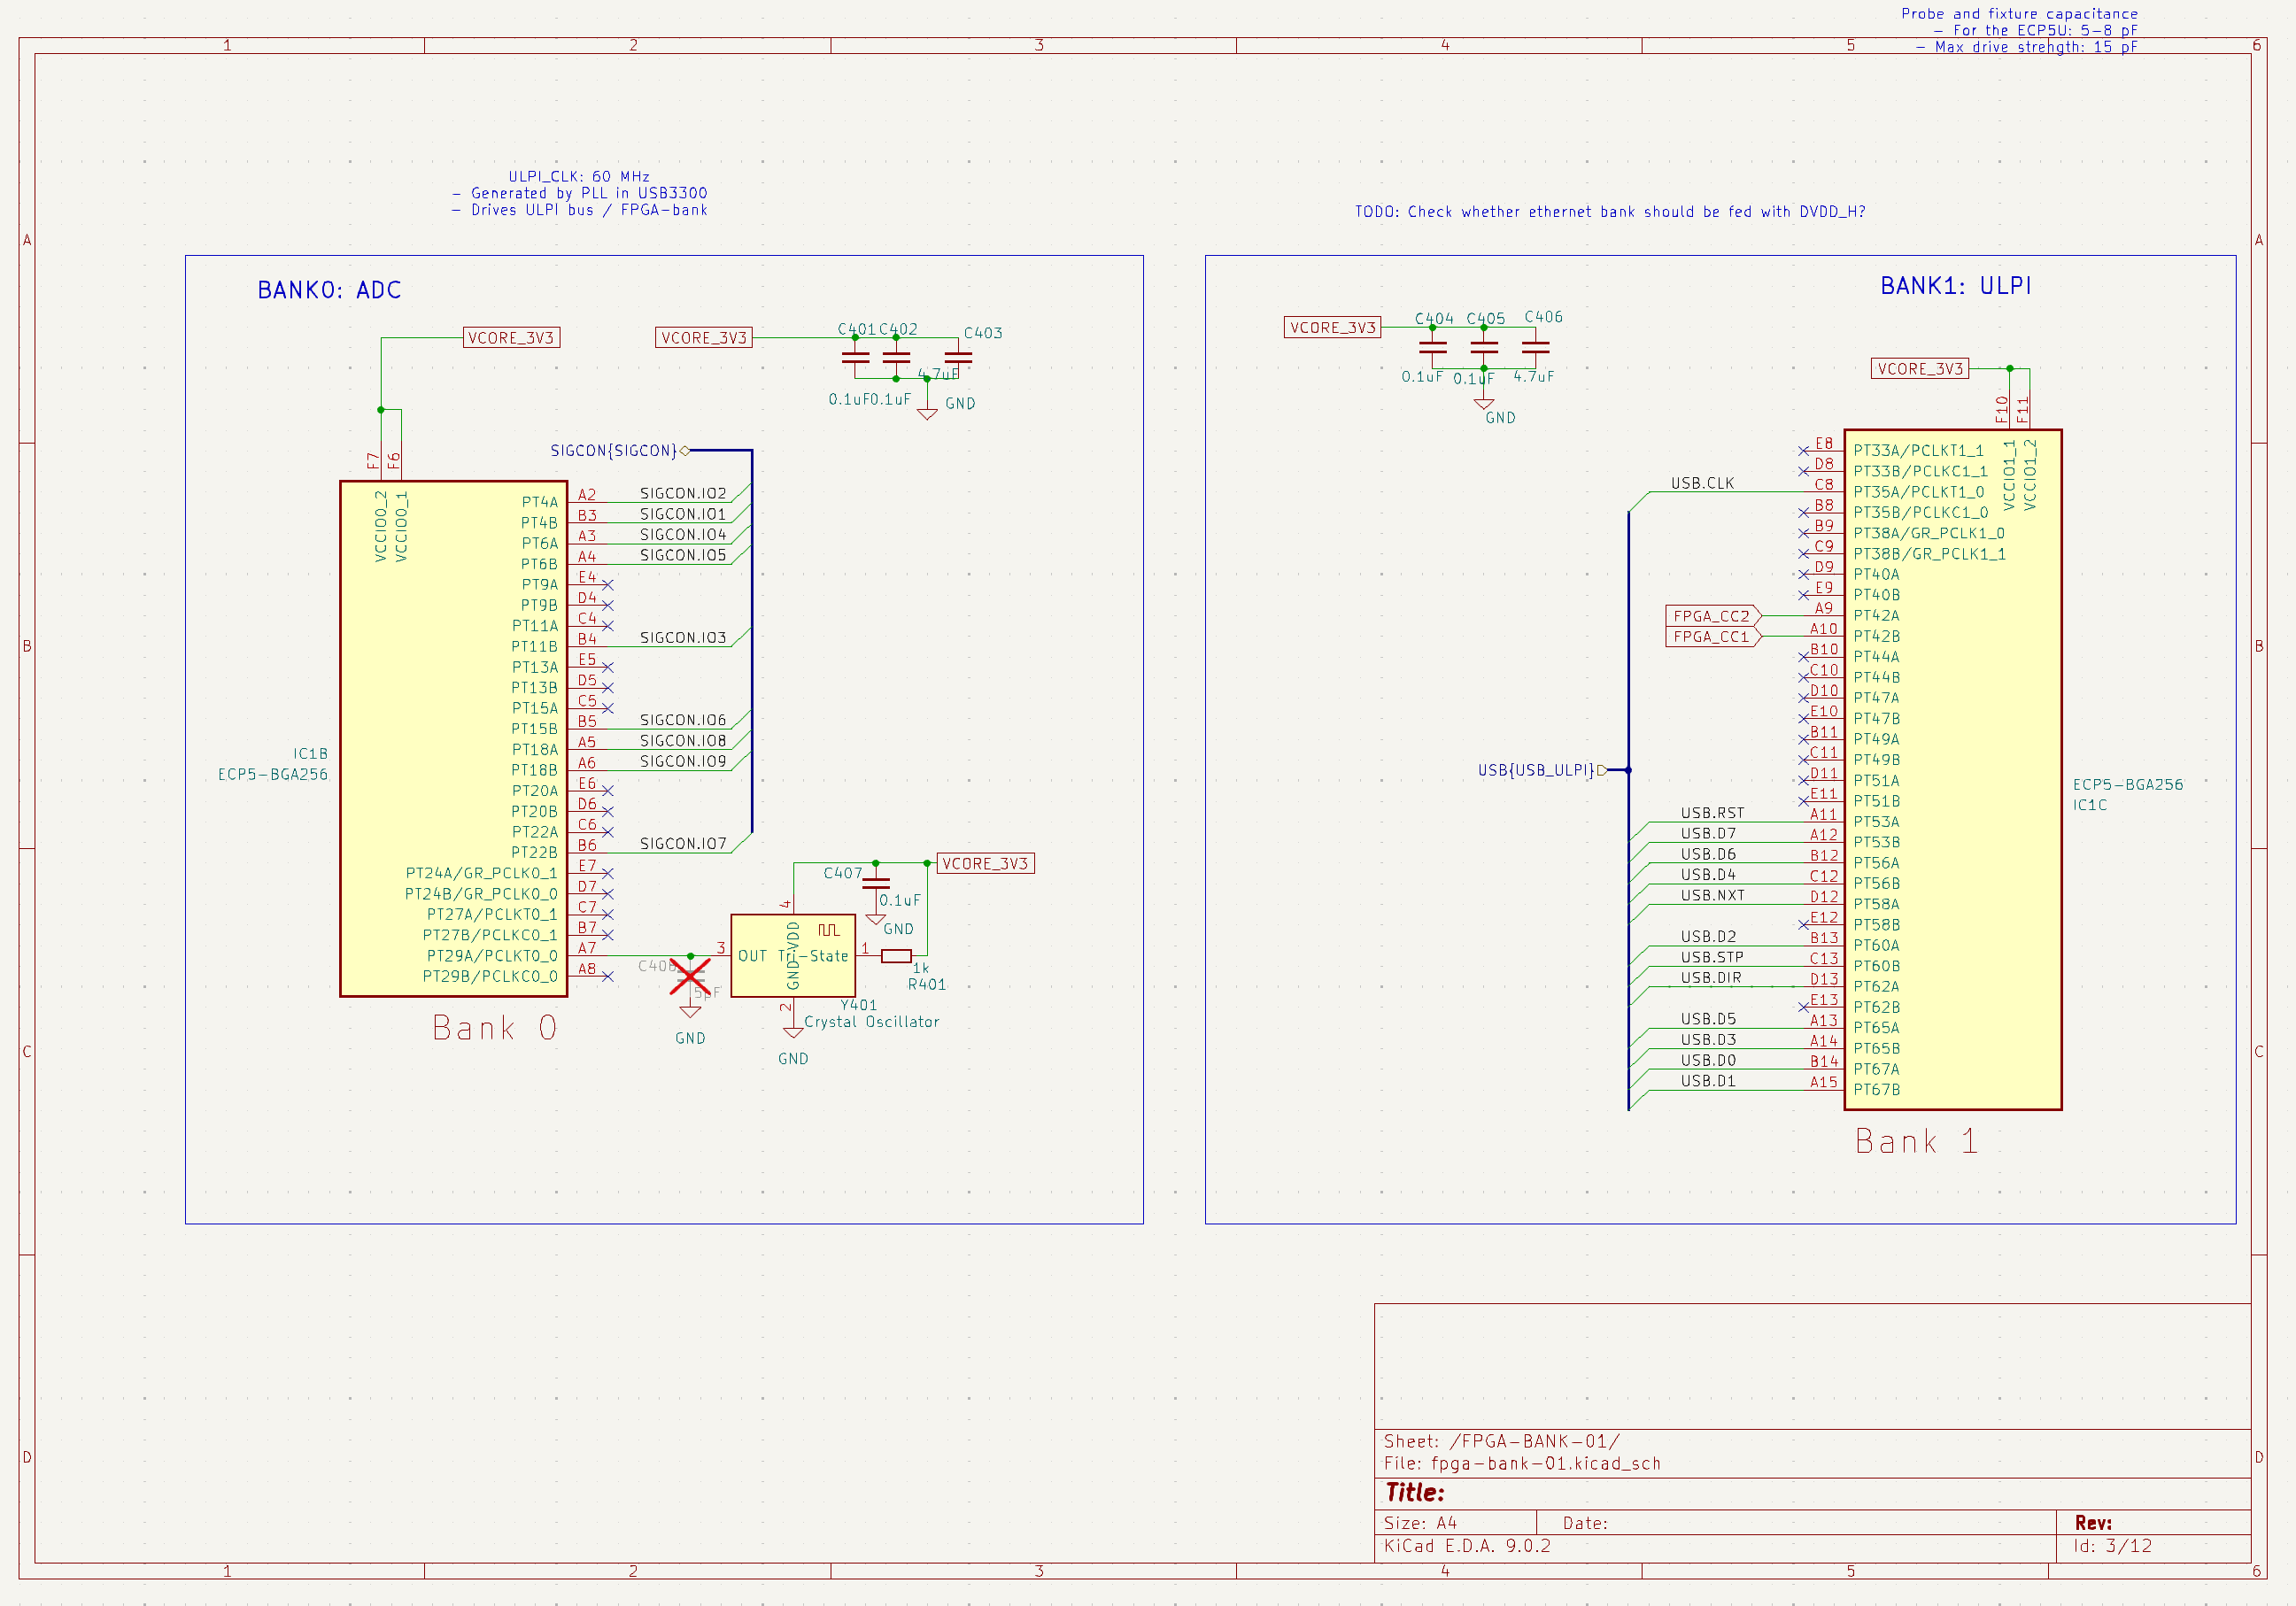 Probe and fixture capacitance
- For the ECP5U: 5-8 pF
- Max drive strehgth: 15 pF
1 2 3 4 5 6
ULPI_CLK: 60 MHz
- Generated by PLL in USB3300
- Drives ULPI bus / FPGA-bank
TODO: Check whether ethernet bank should be fed with DVDD_H?
A
A
BANK0: ADC
VCORE_3V3
VCORE_3V3
C401
C402
C403
4.7uF
0.1uF
0.1uF
GND
F7
F6
VCCIO0_2
VCCIO0_1
SIGCON{SIGCON}
PT4A A2 SIGCON.IO2
PT4B B3 SIGCON.IO1
PT6A A3 SIGCON.IO4
PT6B A4 SIGCON.IO5
PT9A E4
PT9B D4
PT11A C4
PT11B B4 SIGCON.IO3
PT13A E5
PT13B D5
PT15A C5
PT15B B5 SIGCON.IO6
PT18A A5 SIGCON.IO8
PT18B A6 SIGCON.IO9
PT20A E6
PT20B D6
PT22A C6
PT22B B6 SIGCON.IO7
PT24A/GR_PCLK0_1 E7
PT24B/GR_PCLK0_0 D7
PT27A/PCLKT0_1 C7
PT27B/PCLKC0_1 B7
PT29A/PCLKT0_0 A7
PT29B/PCLKC0_0 A8
IC1B
ECP5-BGA256
Bank 0
VCORE_3V3
C407
0.1uF
GND
4
VDD
3 OUT Tri-State 1
GND
2
1k
R401
Y401
Crystal Oscillator
GND
C408
5pF
GND
BANK1: ULPI
VCORE_3V3
C404
C405
C406
0.1uF
0.1uF
4.7uF
GND
VCORE_3V3
F10
F11
VCCIO1_1
VCCIO1_2
E8 PT33A/PCLKT1_1
D8 PT33B/PCLKC1_1
USB.CLK C8 PT35A/PCLKT1_0
B8 PT35B/PCLKC1_0
B9 PT38A/GR_PCLK1_0
C9 PT38B/GR_PCLK1_1
D9 PT40A
E9 PT40B
FPGA_CC2 A9 PT42A
FPGA_CC1 A10 PT42B
B10 PT44A
C10 PT44B
D10 PT47A
E10 PT47B
B11 PT49A
C11 PT49B
D11 PT51A
E11 PT51B
USB.RST A11 PT53A
USB.D7 A12 PT53B
USB.D6 B12 PT56A
USB.D4 C12 PT56B
USB.NXT D12 PT58A
E12 PT58B
USB.D2 B13 PT60A
USB.STP C13 PT60B
USB.DIR D13 PT62A
E13 PT62B
USB.D5 A13 PT65A
USB.D3 A14 PT65B
USB.D0 B14 PT67A
USB.D1 A15 PT67B
USB{USB_ULPI}
ECP5-BGA256
IC1C
Bank 1
B
B
C
C
D
D
Sheet: /FPGA-BANK-01/
File: fpga-bank-01.kicad_sch
Title:
Size: A4 Date: Rev:
KiCad E.D.A. 9.0.2 Id: 3/12
1 2 3 4 5 6